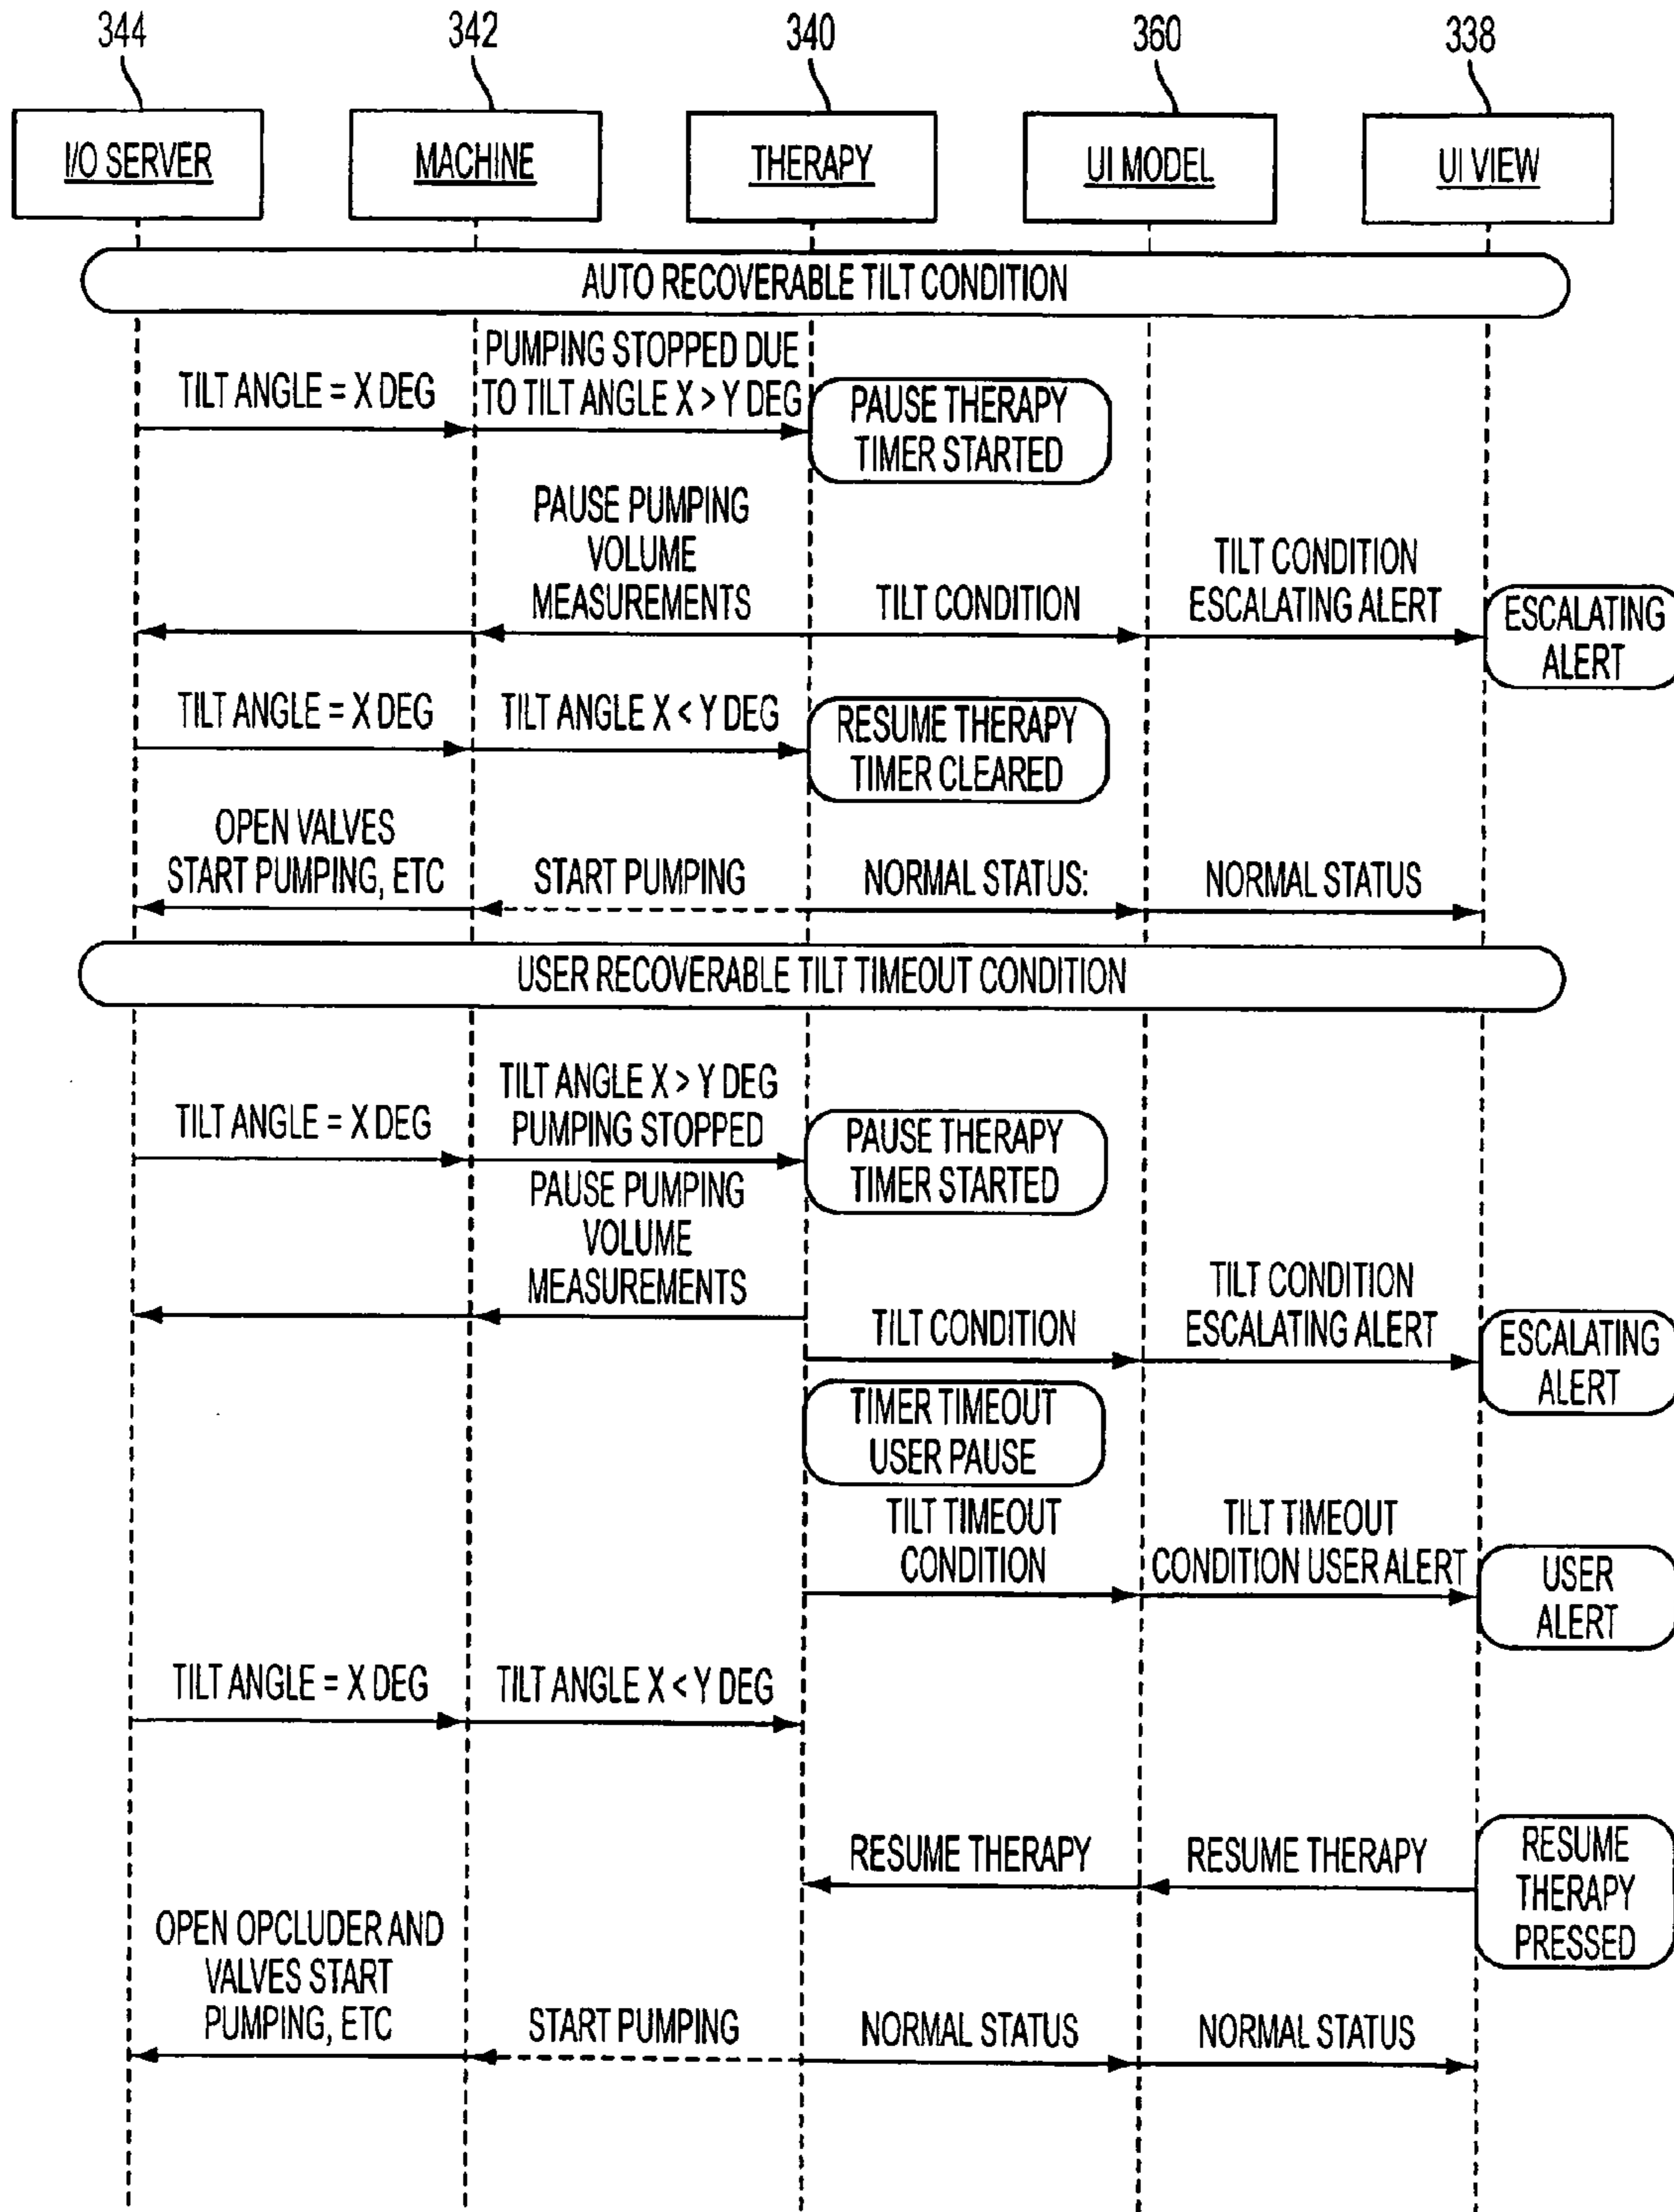 344
342
340
360
338
I/O SERVER
MACHINE
THERAPY
UI MODEL
UI VIEW
AUTO RECOVERABLE TILT CONDITION
TILT ANGLE = X DEG
PUMPING STOPPED DUE
TO TILT ANGLE X > Y DEG
PAUSE THERAPY
TIMER STARTED
PAUSE PUMPING
VOLUME
MEASUREMENTS
TILT CONDITION
TILT CONDITION
ESCALATING ALERT
ESCALATING
ALERT
TILT ANGLE = X DEG
TILT ANGLE X < Y DEG
RESUME THERAPY
TIMER CLEARED
OPEN VALVES
START PUMPING, ETC
START PUMPING
NORMAL STATUS:
NORMAL STATUS
USER RECOVERABLE TILT TIMEOUT CONDITION
TILT ANGLE = X DEG
TILT ANGLE X > Y DEG
PUMPING STOPPED
PAUSE THERAPY
TIMER STARTED
PAUSE PUMPING
VOLUME
MEASUREMENTS
TILT CONDITION
TILT CONDITION
ESCALATING ALERT
ESCALATING
ALERT
TIMER TIMEOUT
USER PAUSE
TILT TIMEOUT
CONDITION
TILT TIMEOUT
CONDITION USER ALERT
USER
ALERT
TILT ANGLE = X DEG
TILT ANGLE X < Y DEG
RESUME THERAPY
RESUME THERAPY
RESUME
THERAPY
PRESSED
OPEN OPCLUDER AND
VALVES START
PUMPING, ETC
START PUMPING
NORMAL STATUS
NORMAL STATUS